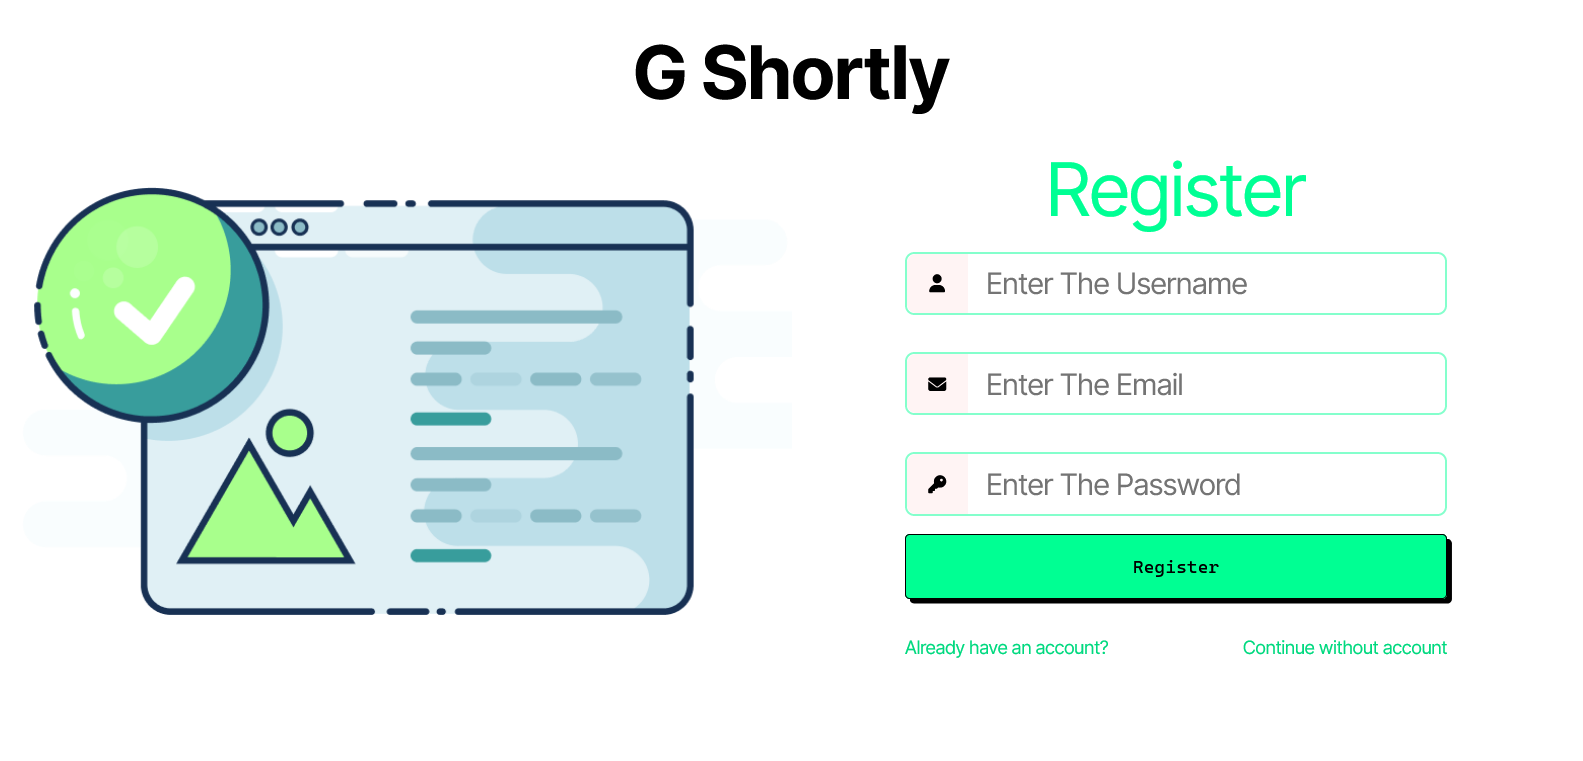 G Shortly
Register
Enter The Username
Enter The Email
Enter The Password
Register
Already have an account?
Continue without account